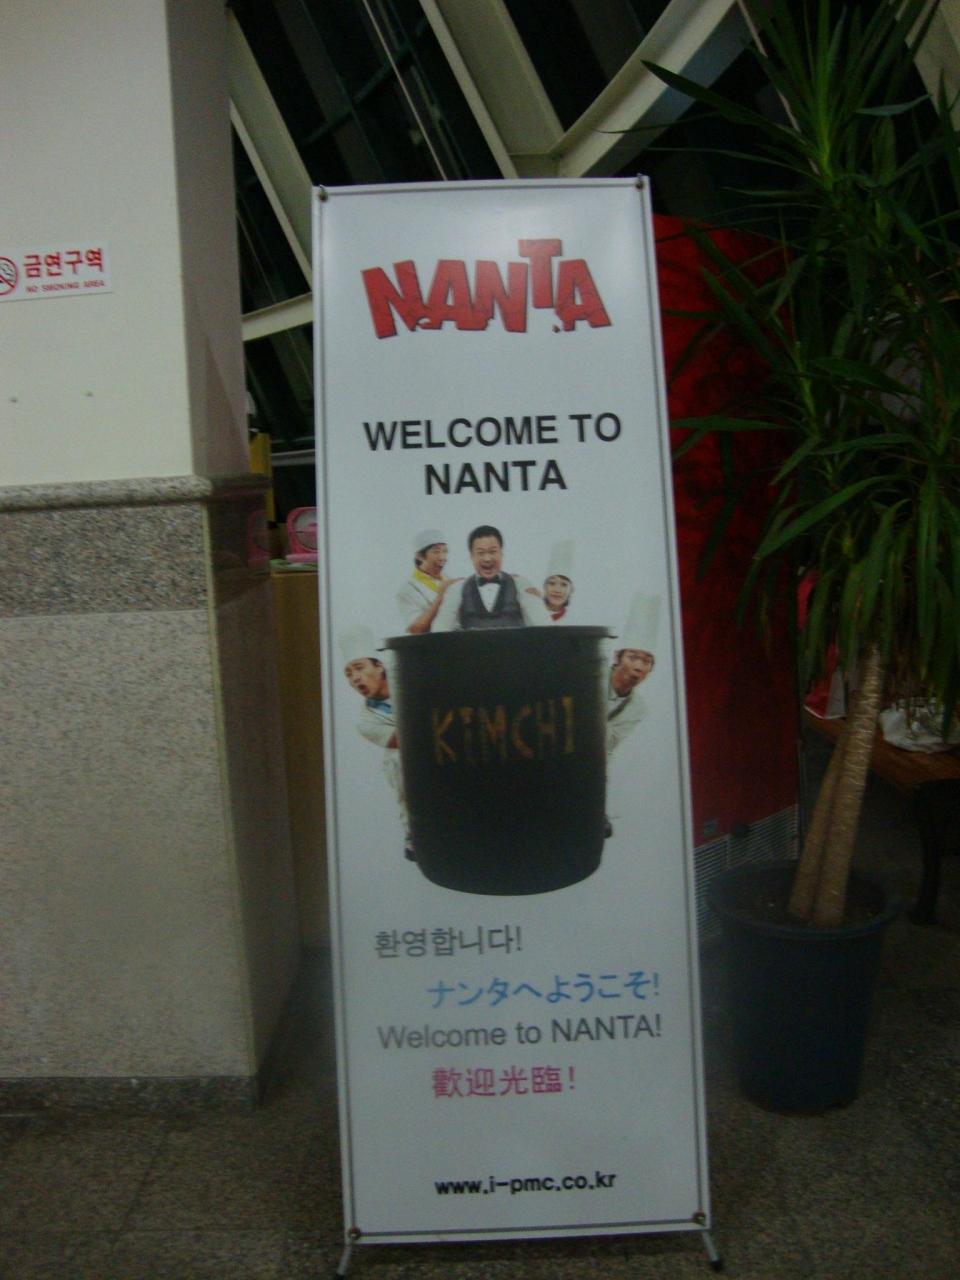 금연구역
NO SMOKING AREA
NANTA
WELCOME TO
NANTA
KIMCHI
환영합니다!
ナンタへようこそ!
Welcome to NANTA!
歡迎光臨!
www.i-pmc.co.kr